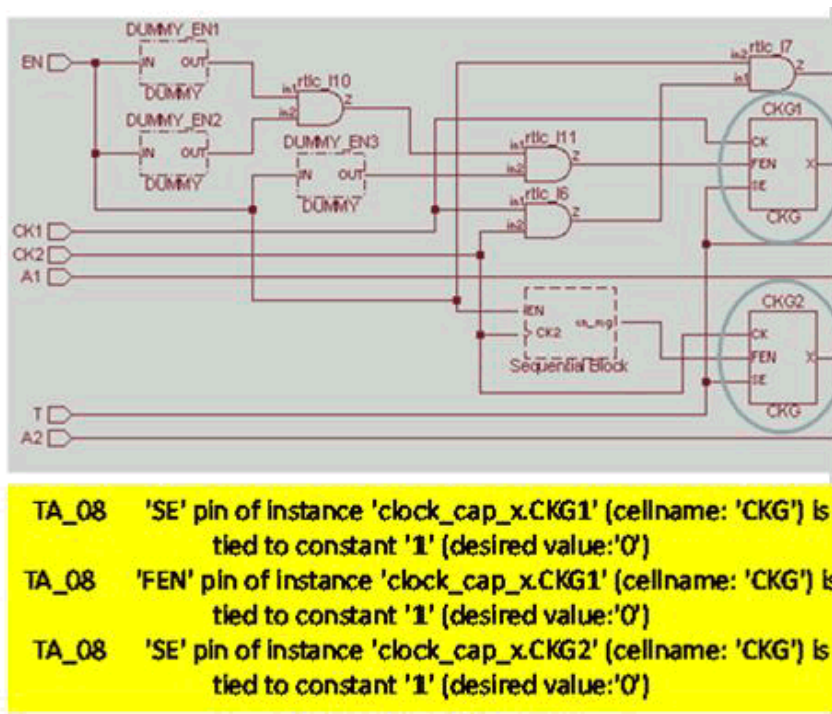 DUMMY_EN1
EN
IN OUT
DUMMY
in1
in2
rtlc_I10
Z
DUMMY_EN2
IN OUT
DUMMY
DUMMY_EN3
IN OUT
DUMMY
in2
in1
rtlc_I7
Z
CKG1
CK
FEN
SE
X
CKG
in1
in2
rtlc_I11
Z
in1
in2
rtlc_I6
Z
CK1
CK2
A1
EN
CK2
Sequential Block
CKG2
CK
FEN
SE
X
CKG
T
A2
TA_08 'SE' pin of instance 'clock_cap_x.CKG1' (cellname: 'CKG') is
tied to constant '1' (desired value:'0')
TA_08 'FEN' pin of instance 'clock_cap_x.CKG1' (cellname: 'CKG') is
tied to constant '1' (desired value:'0')
TA_08 'SE' pin of instance 'clock_cap_x.CKG2' (cellname: 'CKG') is
tied to constant '1' (desired value:'0')